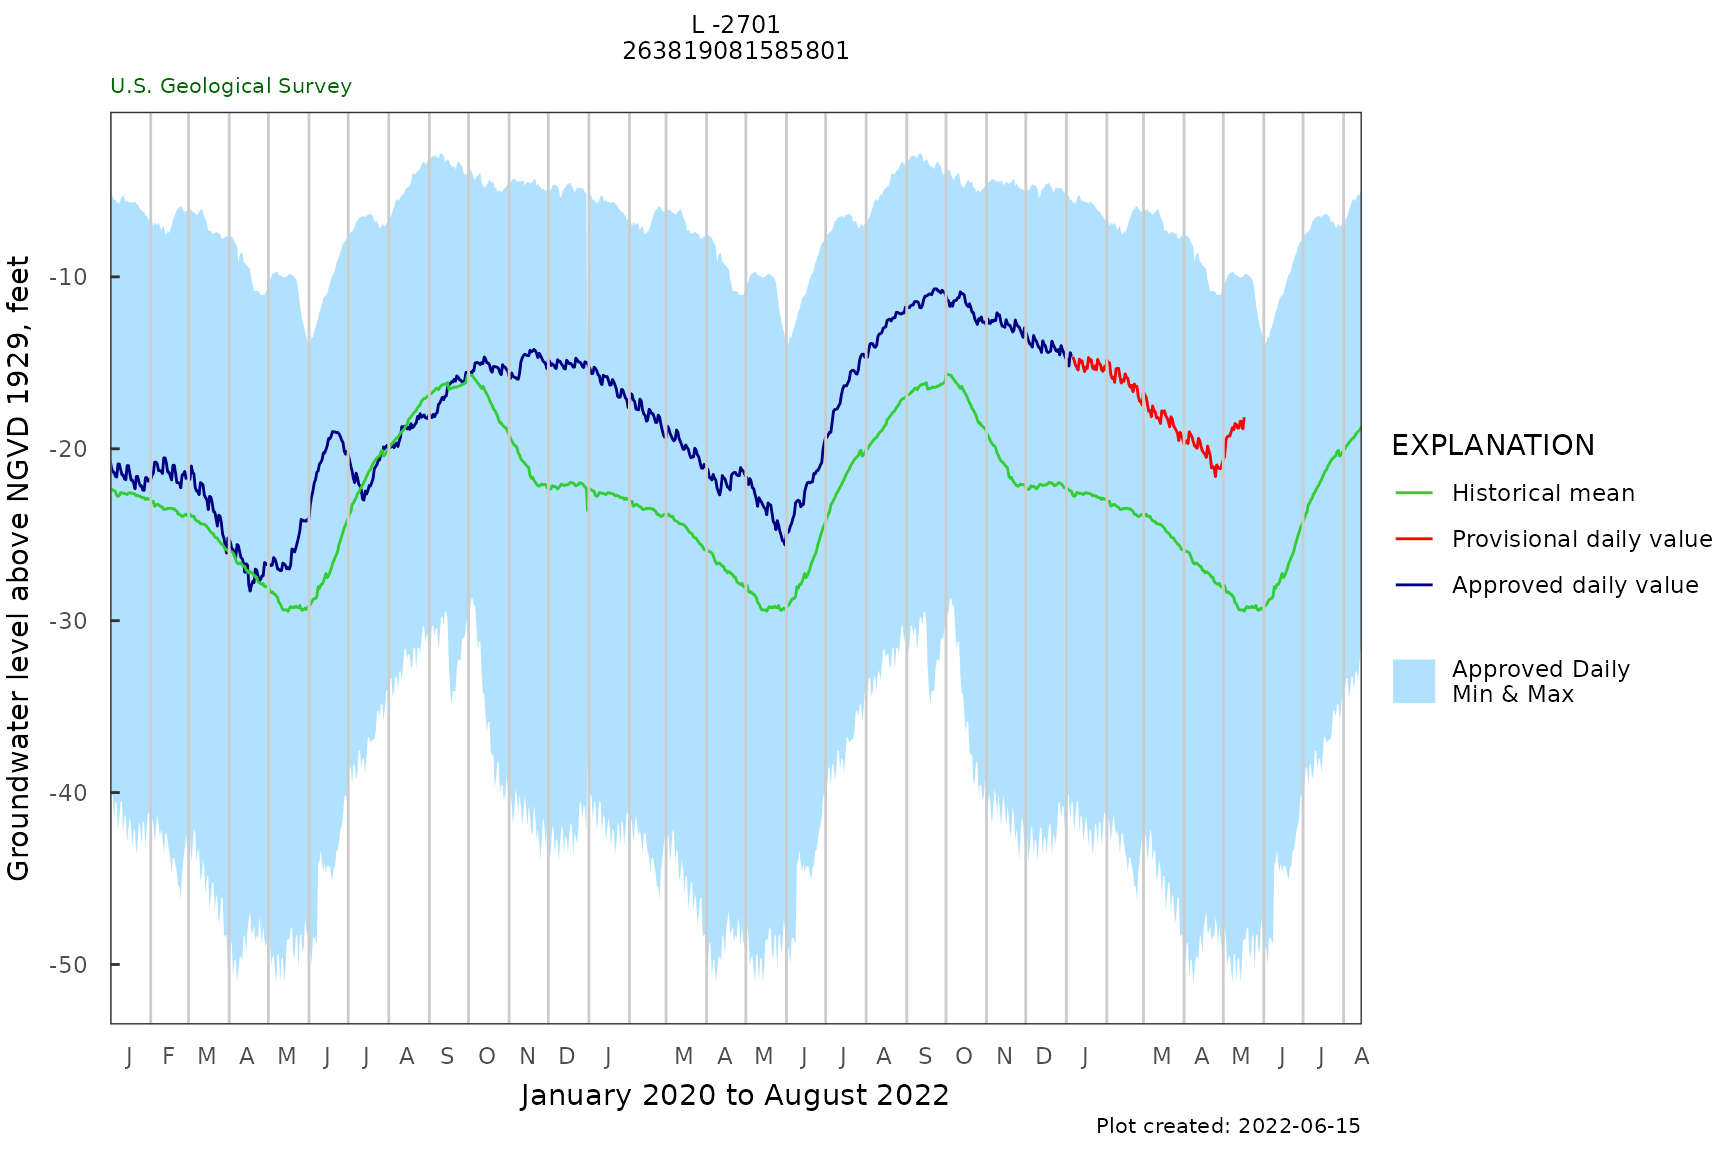 L -2701
263819081585801
U.S. Geological Survey
Groundwater level above NGVD 1929, feet
-10
-20
-30
-40
-50
J F M A M J J A S O N D J M A M J J A S O N D J M A M J J A
January 2020 to August 2022
EXPLANATION
Historical mean
Provisional daily value
Approved daily value
Approved Daily
Min & Max
Plot created: 2022-06-15